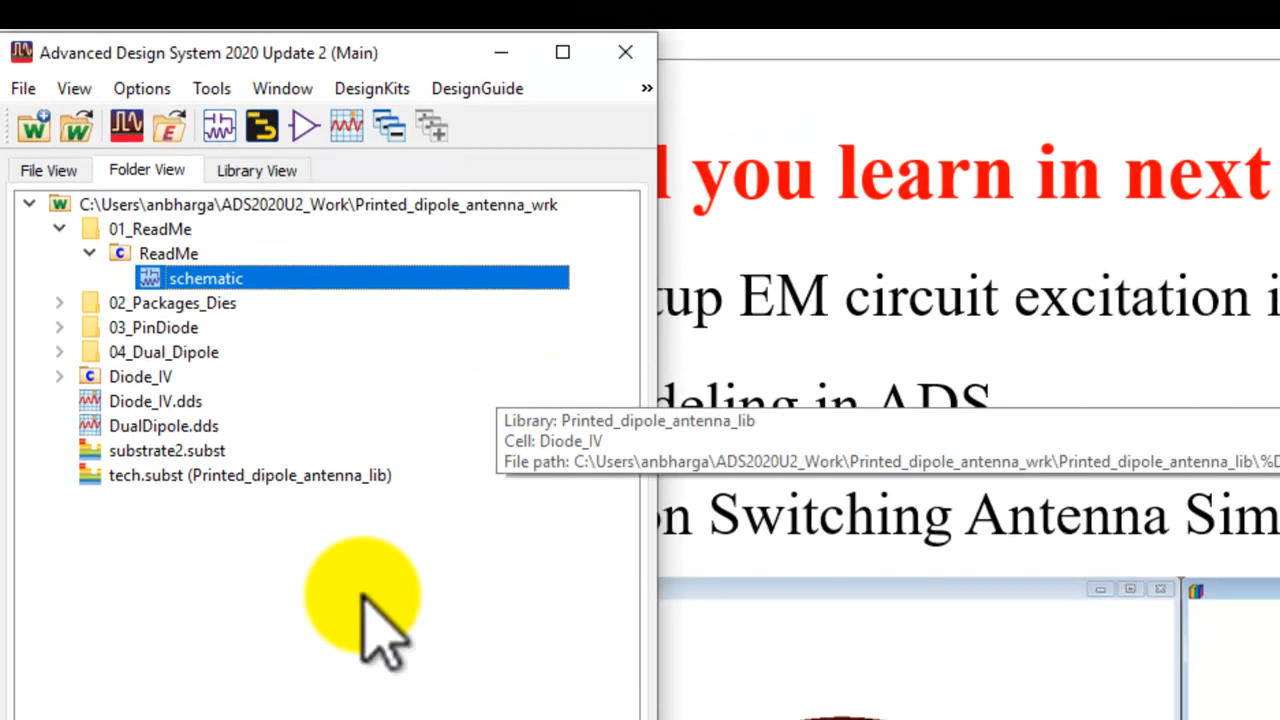 Advanced Design System 2020 Update 2 (Main)
File View Options Tools Window DesignKits DesignGuide »
File View Folder View Library View
C:\Users\anbharga\ADS2020U2_Work\Printed_dipole_antenna_wrk
01_ReadMe
ReadMe
schematic
02_Packages_Dies
03_PinDiode
04_Dual_Dipole
Diode_IV
Diode_IV.dds
DualDipole.dds
substrate2.subst
tech.subst (Printed_dipole_antenna_lib)
you learn in next
tup EM circuit excitation i
deling in ADS
Library: Printed_dipole_antenna_lib
Cell: Diode_IV
File path: C:\Users\anbharga\ADS2020U2_Work\Printed_dipole_antenna_wrk\Printed_dipole_antenna_lib\%D
on Switching Antenna Sim